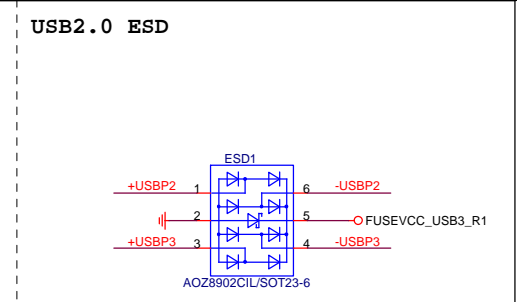 USB2.0 ESD
ESD1
+USBP2 1 6 -USBP2
2 5 FUSEVCC_USB3_R1
+USBP3 3 4 -USBP3
AOZ8902CIL/SOT23-6